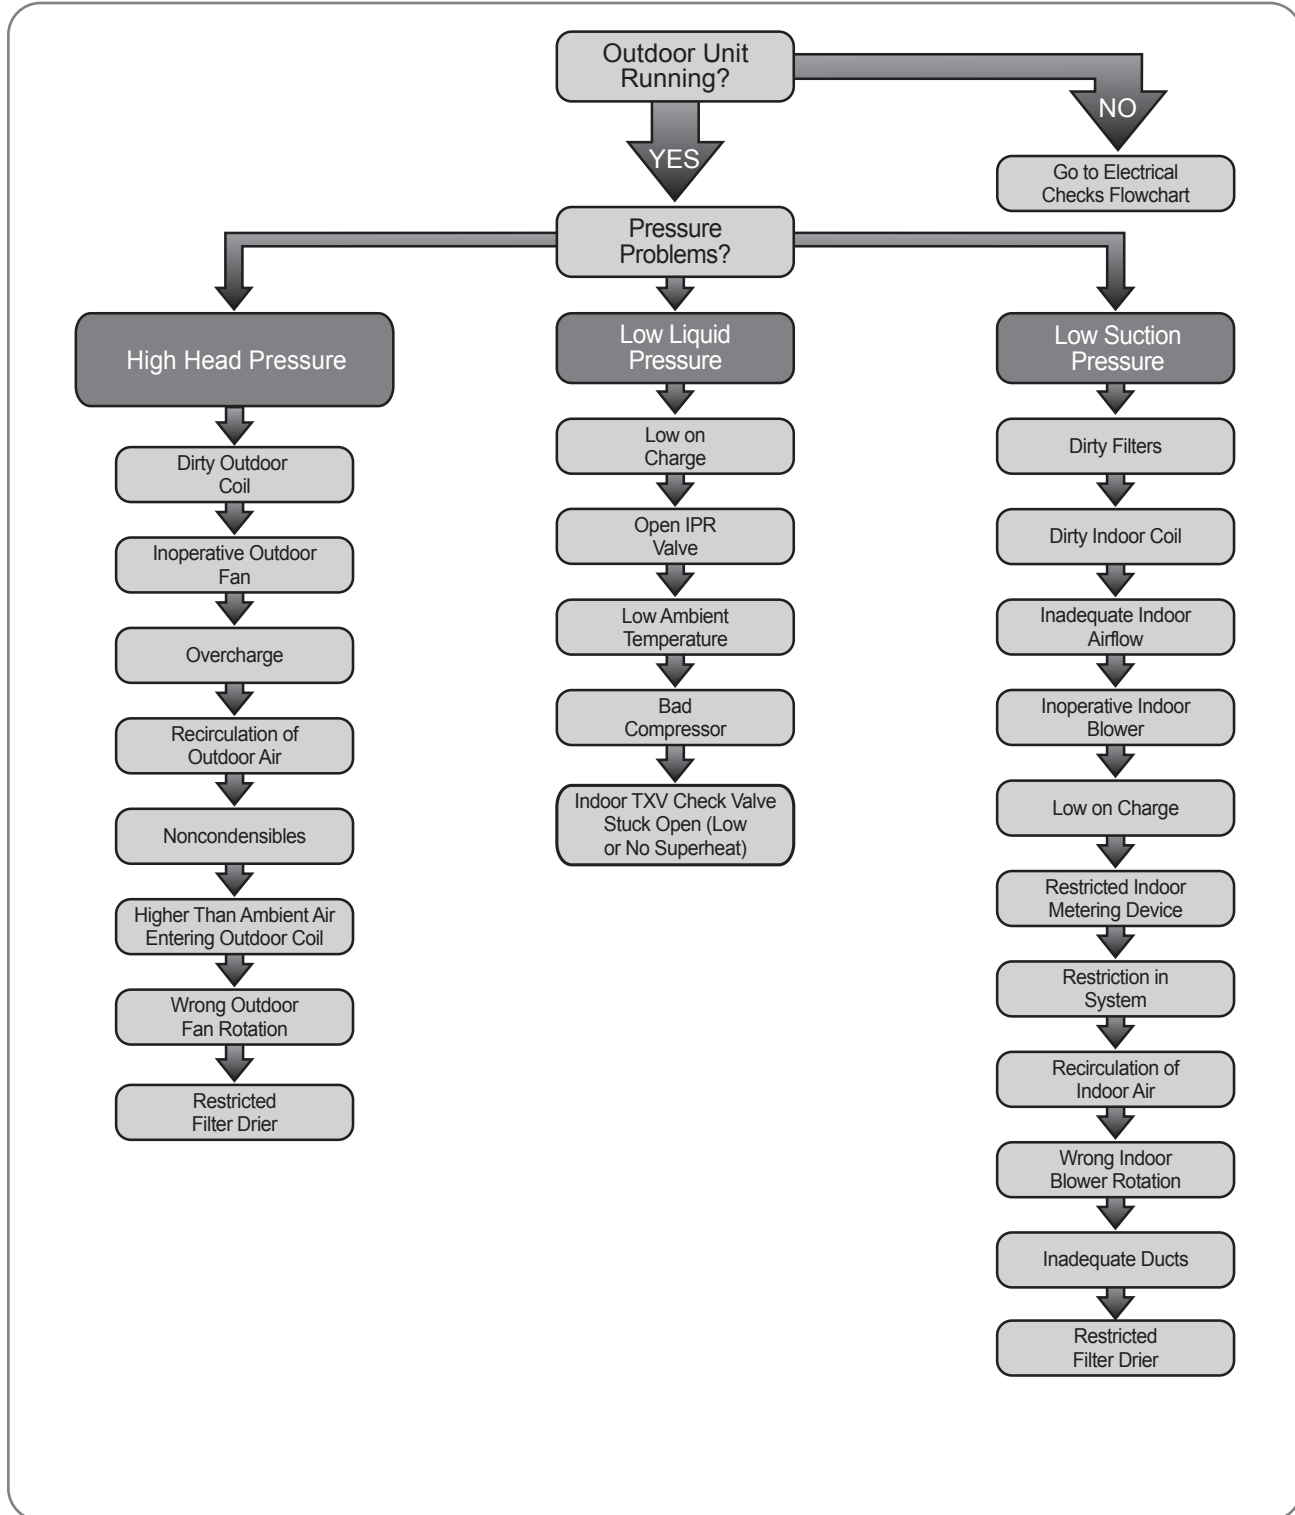 Outdoor Unit
Running?
NO
YES
Go to Electrical
Checks Flowchart
Pressure
Problems?
High Head Pressure
Dirty Outdoor
Coil
Inoperative Outdoor
Fan
Overcharge
Recirculation of
Outdoor Air
Noncondensibles
Higher Than Ambient Air
Entering Outdoor Coil
Wrong Outdoor
Fan Rotation
Restricted
Filter Drier
Low Liquid
Pressure
Low on
Charge
Open IPR
Valve
Low Ambient
Temperature
Bad
Compressor
Indoor TXV Check Valve
Stuck Open (Low
or No Superheat)
Low Suction
Pressure
Dirty Filters
Dirty Indoor Coil
Inadequate Indoor
Airflow
Inoperative Indoor
Blower
Low on Charge
Restricted Indoor
Metering Device
Restriction in
System
Recirculation of
Indoor Air
Wrong Indoor
Blower Rotation
Inadequate Ducts
Restricted
Filter Drier